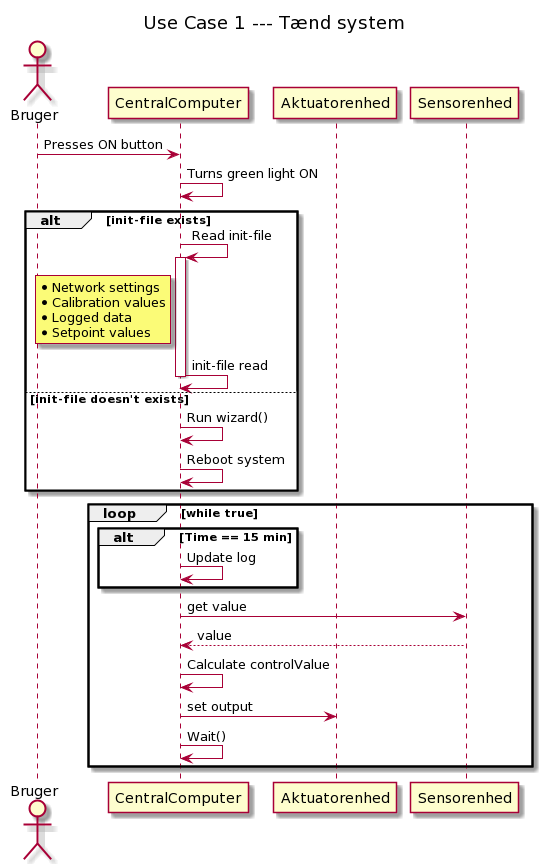 Use Case 1 --- Tænd system
Bruger
CentralComputer
Aktuatorenhed
Sensorenhed
Presses ON button
Turns green light ON
alt
[init-file exists]
Read init-file
• Network settings
• Calibration values
• Logged data
• Setpoint values
init-file read
[init-file doesn't exists]
Run wizard()
Reboot system
loop
[while true]
alt
[Time == 15 min]
Update log
get value
value
Calculate controlValue
set output
Wait()
Bruger
CentralComputer
Aktuatorenhed
Sensorenhed